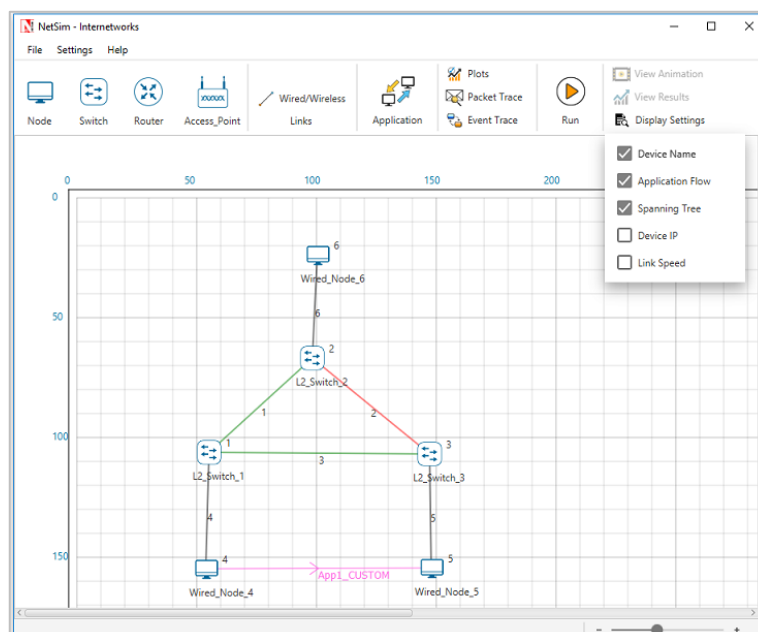 NetSim - Internetworks
File Settings Help
Node
Switch
Router
Access_Point
Wired/Wireless
Links
Application
Plots
Packet Trace
Event Trace
Run
View Animation
View Results
Display Settings
Device Name
Application Flow
Spanning Tree
Device IP
Link Speed
0 50 100 150 200
0
50
100
150
6
Wired_Node_6
6
2
L2_Switch_2
1
2
1
L2_Switch_1
3
3
L2_Switch_3
4
5
4
Wired_Node_4
App1_CUSTOM
5
Wired_Node_5